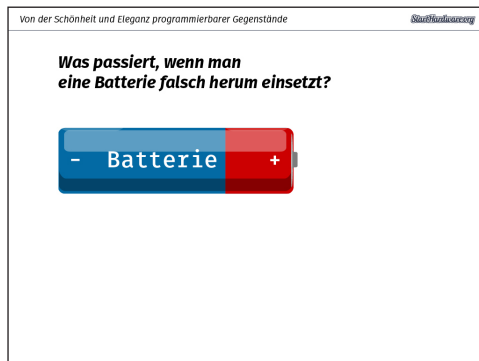 Von der Schönheit und Eleganz programmierbarer Gegenstände
StartHardware.org
Was passiert, wenn man
eine Batterie falsch herum einsetzt?
- Batterie +